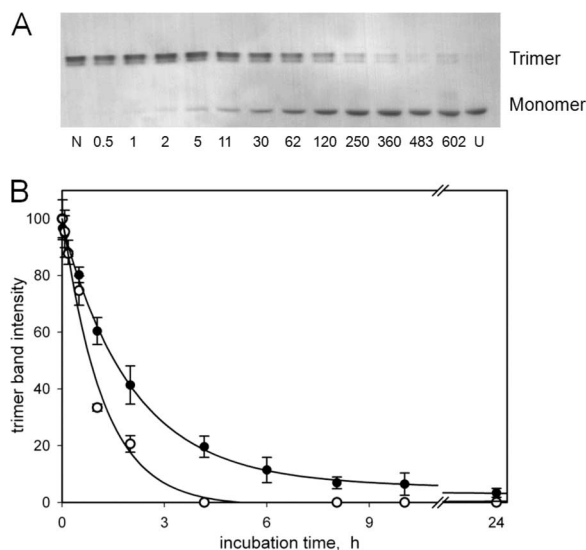 A
Trimer
Monomer
N 0.5 1 2 5 11 30 62 120 250 360 483 602 U
B
100
80
60
40
20
0
trimer band intensity
0 3 6 9 24
incubation time, h